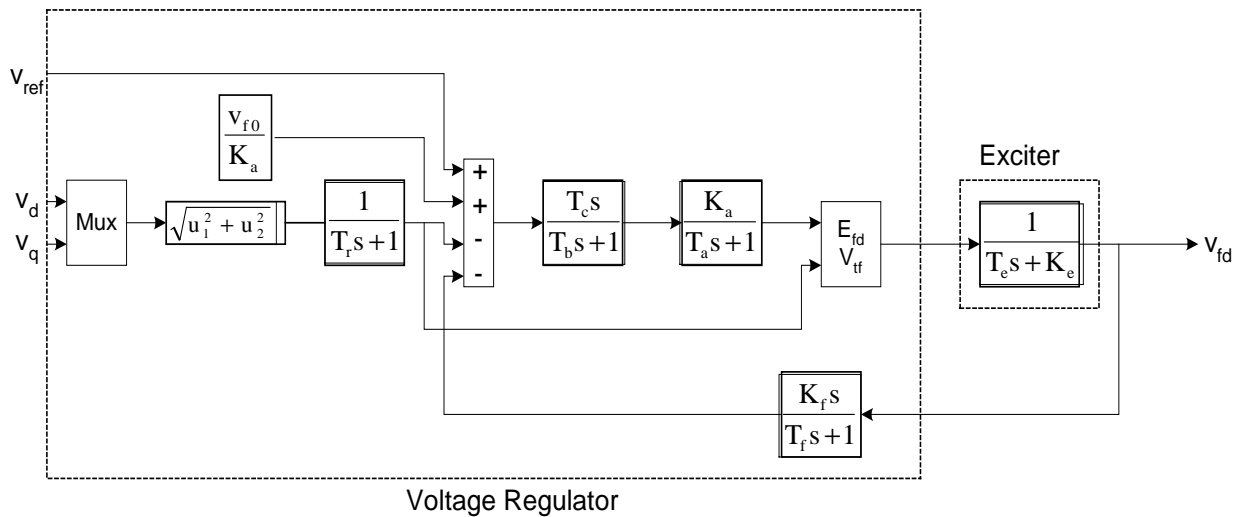 v_ref
v_f0
K_a
v_d
v_q
Mux
√(u_1^2 + u_2^2)
1
T_r s + 1
+
+
-
-
T_c s
T_b s + 1
K_a
T_a s + 1
E_fd
V_tf
Exciter
1
T_e s + K_e
v_fd
K_f s
T_f s + 1
Voltage Regulator